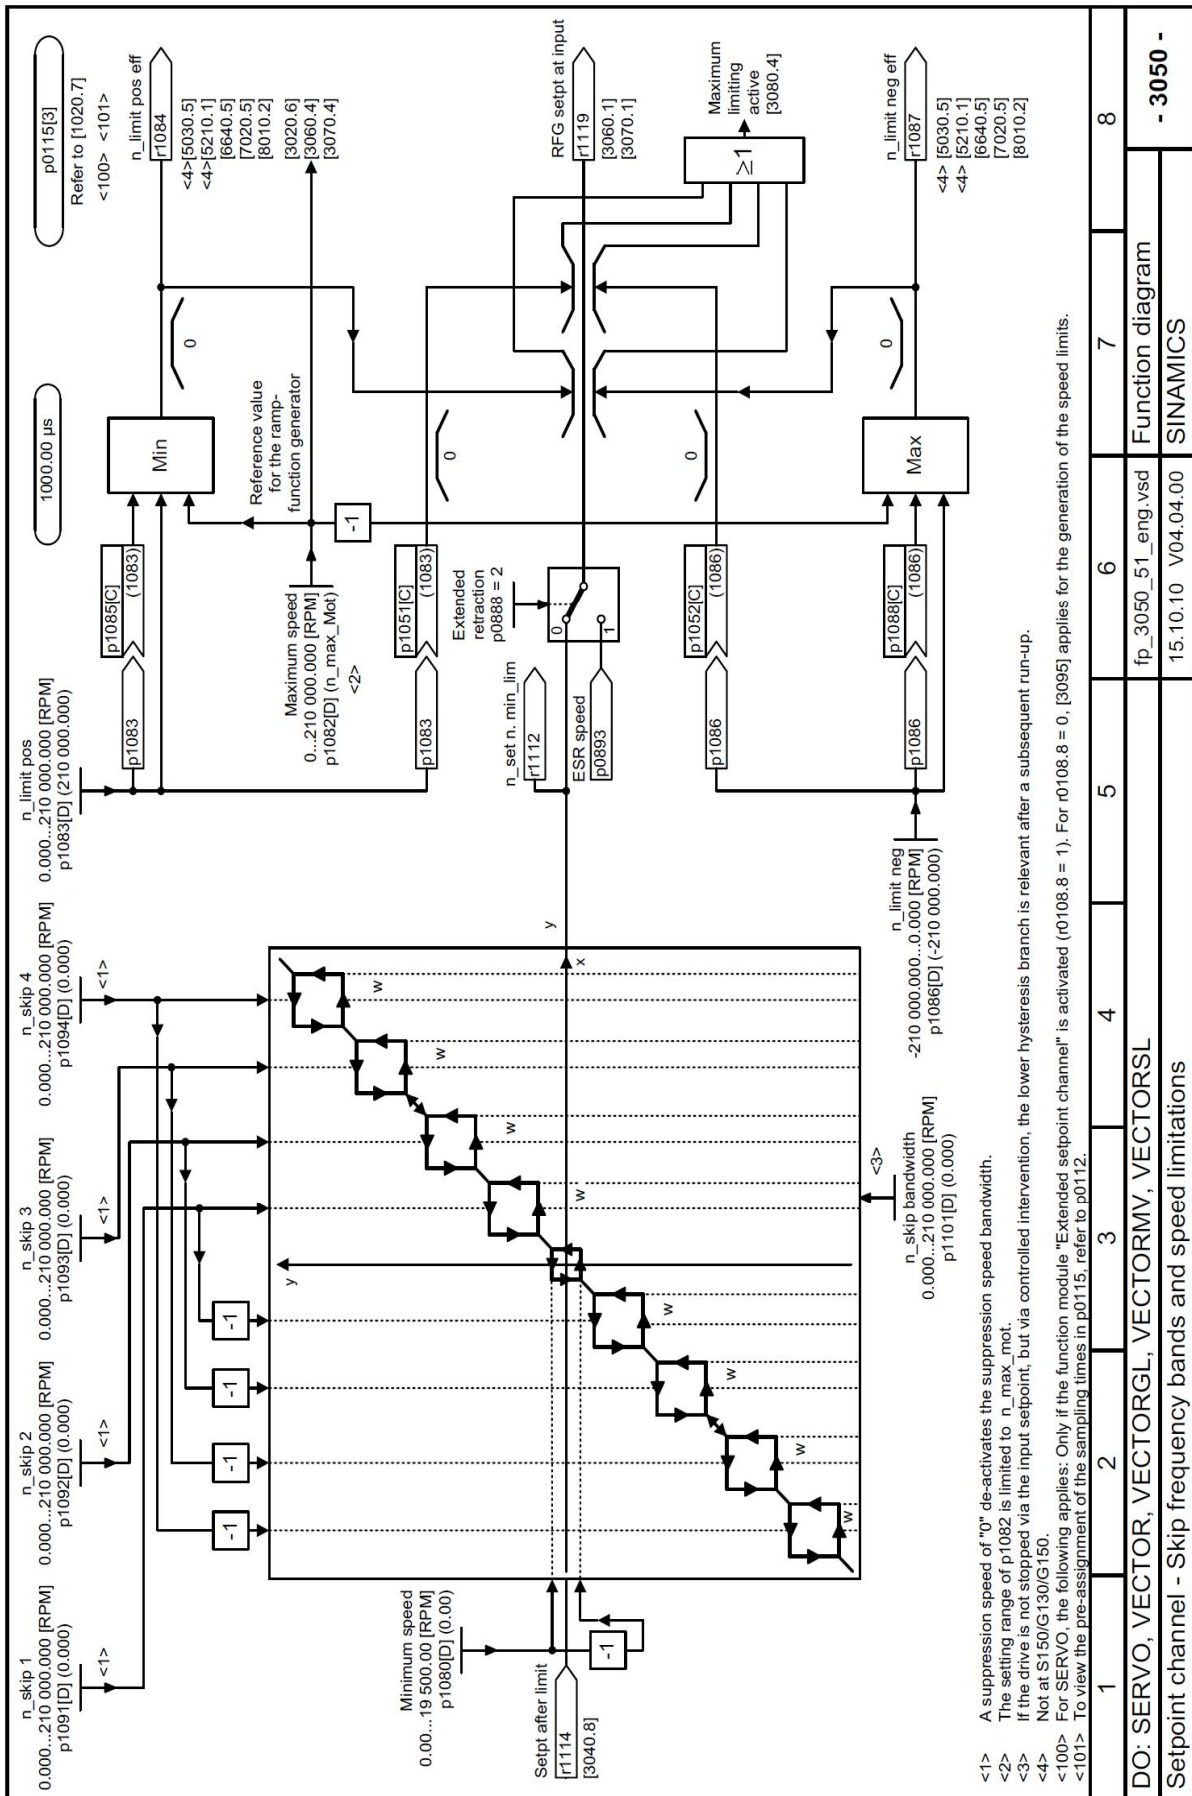 n_skip 1
0.000...210 000.000 [RPM]
p1091[D] (0.000)
<1>
n_skip 2
0.000...210 000.000 [RPM]
p1092[D] (0.000)
<1>
n_skip 3
0.000...210 000.000 [RPM]
p1093[D] (0.000)
<1>
n_skip 4
0.000...210 000.000 [RPM]
p1094[D] (0.000)
<1>
n_limit pos
0.000...210 000.000 [RPM]
p1083[D] (210 000.000)
1000.00 µs
p0115[3]
Refer to [1020.7]
<100> <101>
p1083
p1085[C]
(1083)
Min
0
n_limit pos eff
r1084
<4>[5030.5]
<4>[5210.1]
[6640.5]
[7020.5]
[8010.2]
-1
-1
-1
-1
Maximum speed
0...210 000.000 [RPM]
p1082[D] (n_max_Mot)
<2>
Reference value
for the ramp-
function generator
[3020.6]
[3060.4]
[3070.4]
-1
p1083
p1051[C]
(1083)
0
Minimum speed
0.00...19 500.00 [RPM]
p1080[D] (0.00)
Setpt after limit
r1114
[3040.8]
-1
y
x
w
w
w
w
w
w
w
w
y
n_set n. min_lim
r1112
Extended
retraction
p0888 = 2
0
1
ESR speed
p0893
RFG setpt at input
r1119
[3060.1]
[3070.1]
≥1
Maximum
limiting
active
[3080.4]
p1086
p1052[C]
(1086)
0
n_skip bandwidth
0.000...210 000.000 [RPM]
p1101[D] (0.000)
<3>
n_limit neg
-210 000.000...0.000 [RPM]
p1086[D] (-210 000.000)
p1086
p1088[C]
(1086)
Max
0
n_limit neg eff
r1087
<4> [5030.5]
<4> [5210.1]
[6640.5]
[7020.5]
[8010.2]
<1> A suppression speed of "0" de-activates the suppression speed bandwidth.
<2> The setting range of p1082 is limited to n_max_mot.
<3> If the drive is not stopped via the input setpoint, but via controlled intervention, the lower hysteresis branch is relevant after a subsequent run-up.
<4> Not at S150/G130/G150.
<100> For SERVO, the following applies: Only if the function module "Extended setpoint channel" is activated (r0108.8 = 1). For r0108.8 = 0, [3095] applies for the generation of the speed limits.
<101> To view the pre-assignment of the sampling times in p0115, refer to p0112.
1 2 3 4 5 6 7 8
DO: SERVO, VECTOR, VECTORGL, VECTORMV, VECTORSL
fp_3050_51_eng.vsd
Function diagram
- 3050 -
Setpoint channel - Skip frequency bands and speed limitations
15.10.10 V04.04.00
SINAMICS